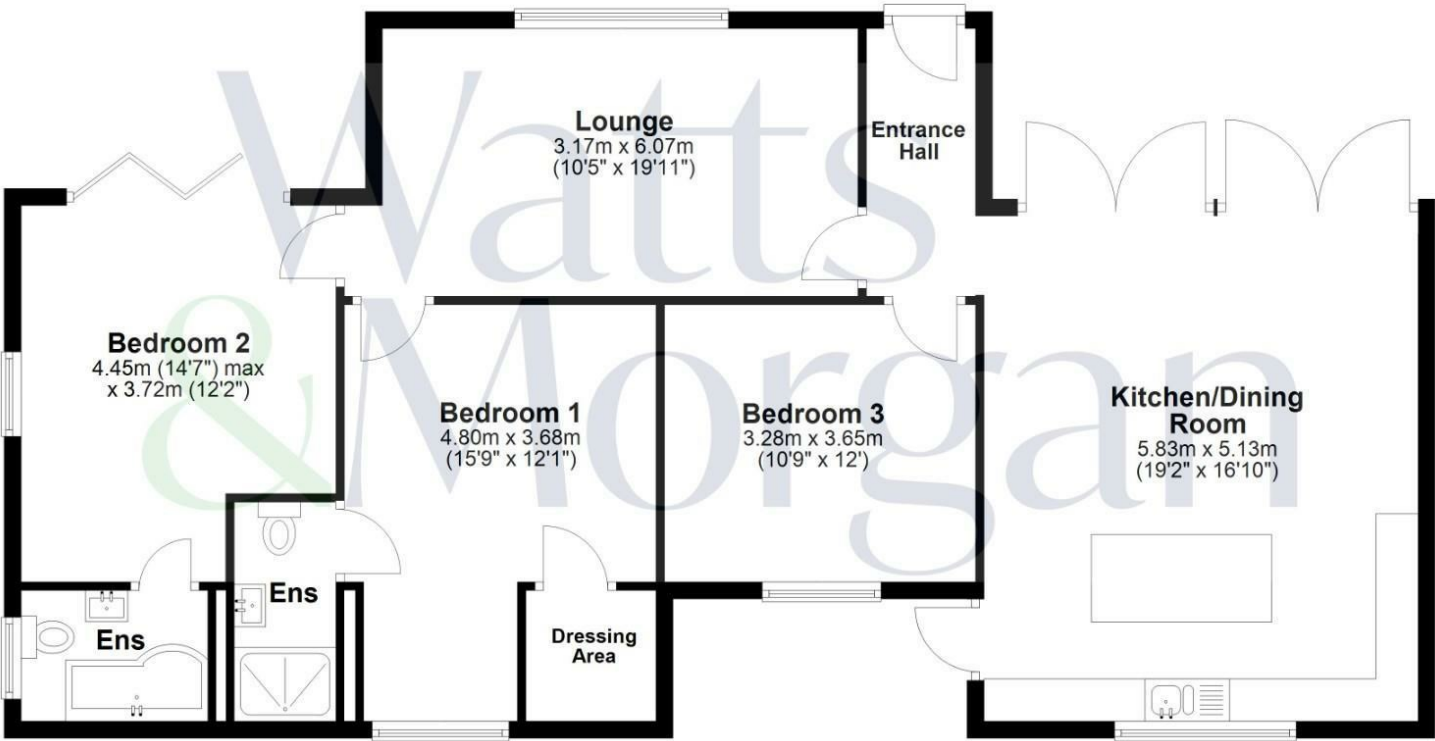 Watts
&Morgan
Lounge
3.17m x 6.07m
(10'5" x 19'11")
Entrance
Hall
Bedroom 2
4.45m (14'7") max
x 3.72m (12'2")
Bedroom 1
4.80m x 3.68m
(15'9" x 12'1")
Bedroom 3
3.28m x 3.65m
(10'9" x 12')
Kitchen/Dining
Room
5.83m x 5.13m
(19'2" x 16'10")
Ens
Ens
Dressing
Area